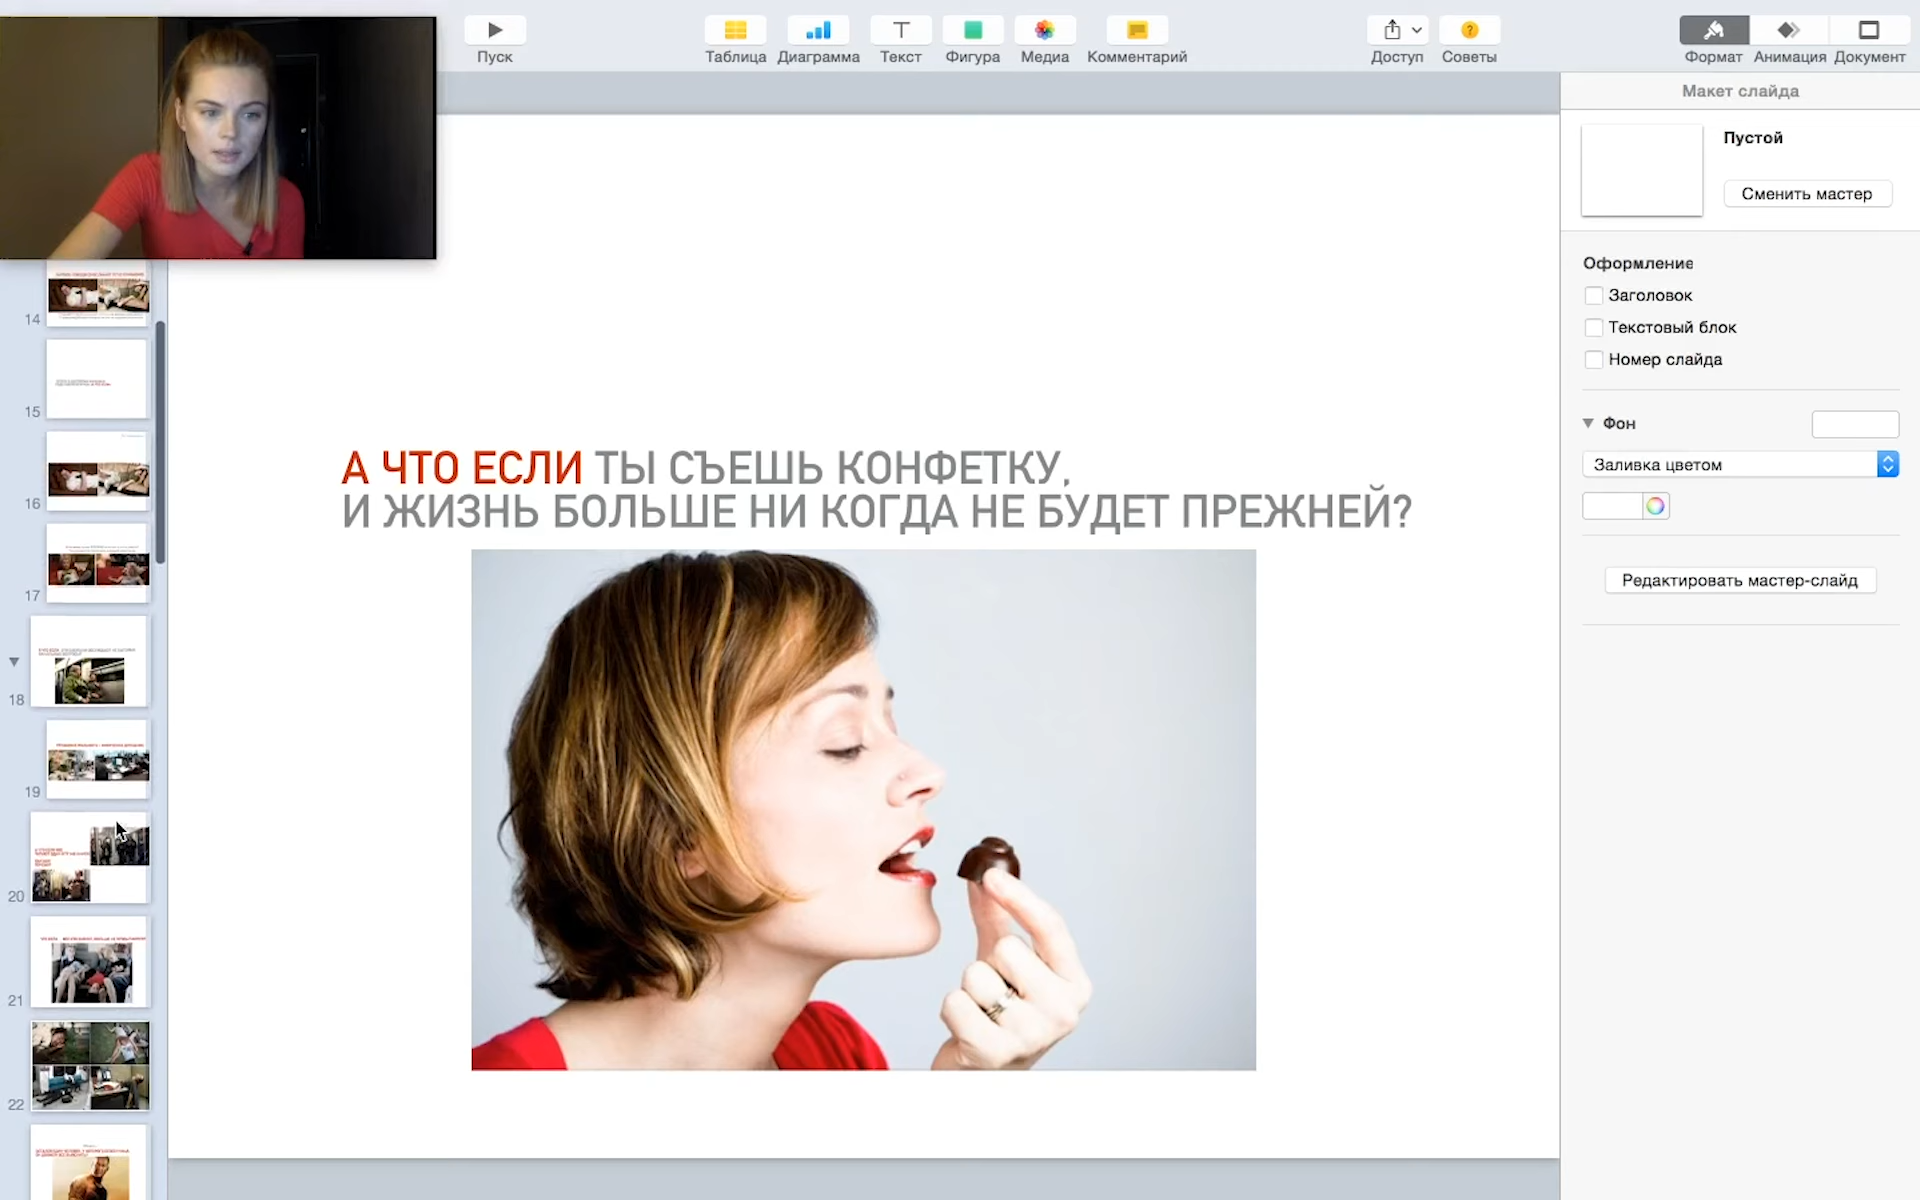 Пуск
Таблица
Диаграмма
Текст
Фигура
Медиа
Комментарий
Доступ
Советы
Формат
Анимация
Документ
Макет слайда
Пустой
Сменить мастер
Оформление
Заголовок
Текстовый блок
Номер слайда
Фон
Заливка цветом
Редактировать мастер-слайд
А ЧТО ЕСЛИ ТЫ СЪЕШЬ КОНФЕТКУ,
И ЖИЗНЬ БОЛЬШЕ НИ КОГДА НЕ БУДЕТ ПРЕЖНЕЙ?
14
15
16
17
18
19
20
21
22